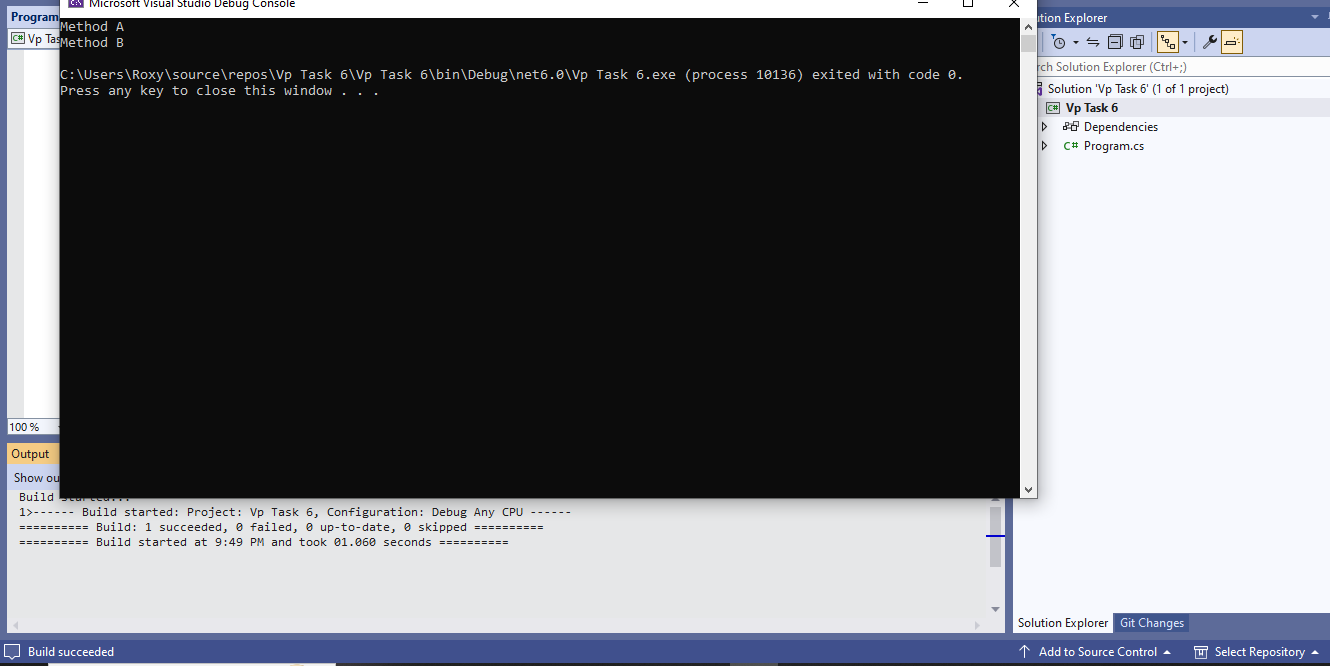 Microsoft Visual Studio Debug Console
Program
Vp Tas
Method A
Method B
C:\Users\Roxy\source\repos\Vp Task 6\Vp Task 6\bin\Debug\net6.0\Vp Task 6.exe (process 10136) exited with code 0.
Press any key to close this window . . .
ution Explorer
rch Solution Explorer (Ctrl+;)
Solution 'Vp Task 6' (1 of 1 project)
C# Vp Task 6
Dependencies
C# Program.cs
100 %
Output
Show ou
Build started...
1>------ Build started: Project: Vp Task 6, Configuration: Debug Any CPU ------
========== Build: 1 succeeded, 0 failed, 0 up-to-date, 0 skipped ==========
========== Build started at 9:49 PM and took 01.060 seconds ==========
Solution Explorer
Git Changes
Build succeeded
Add to Source Control
Select Repository